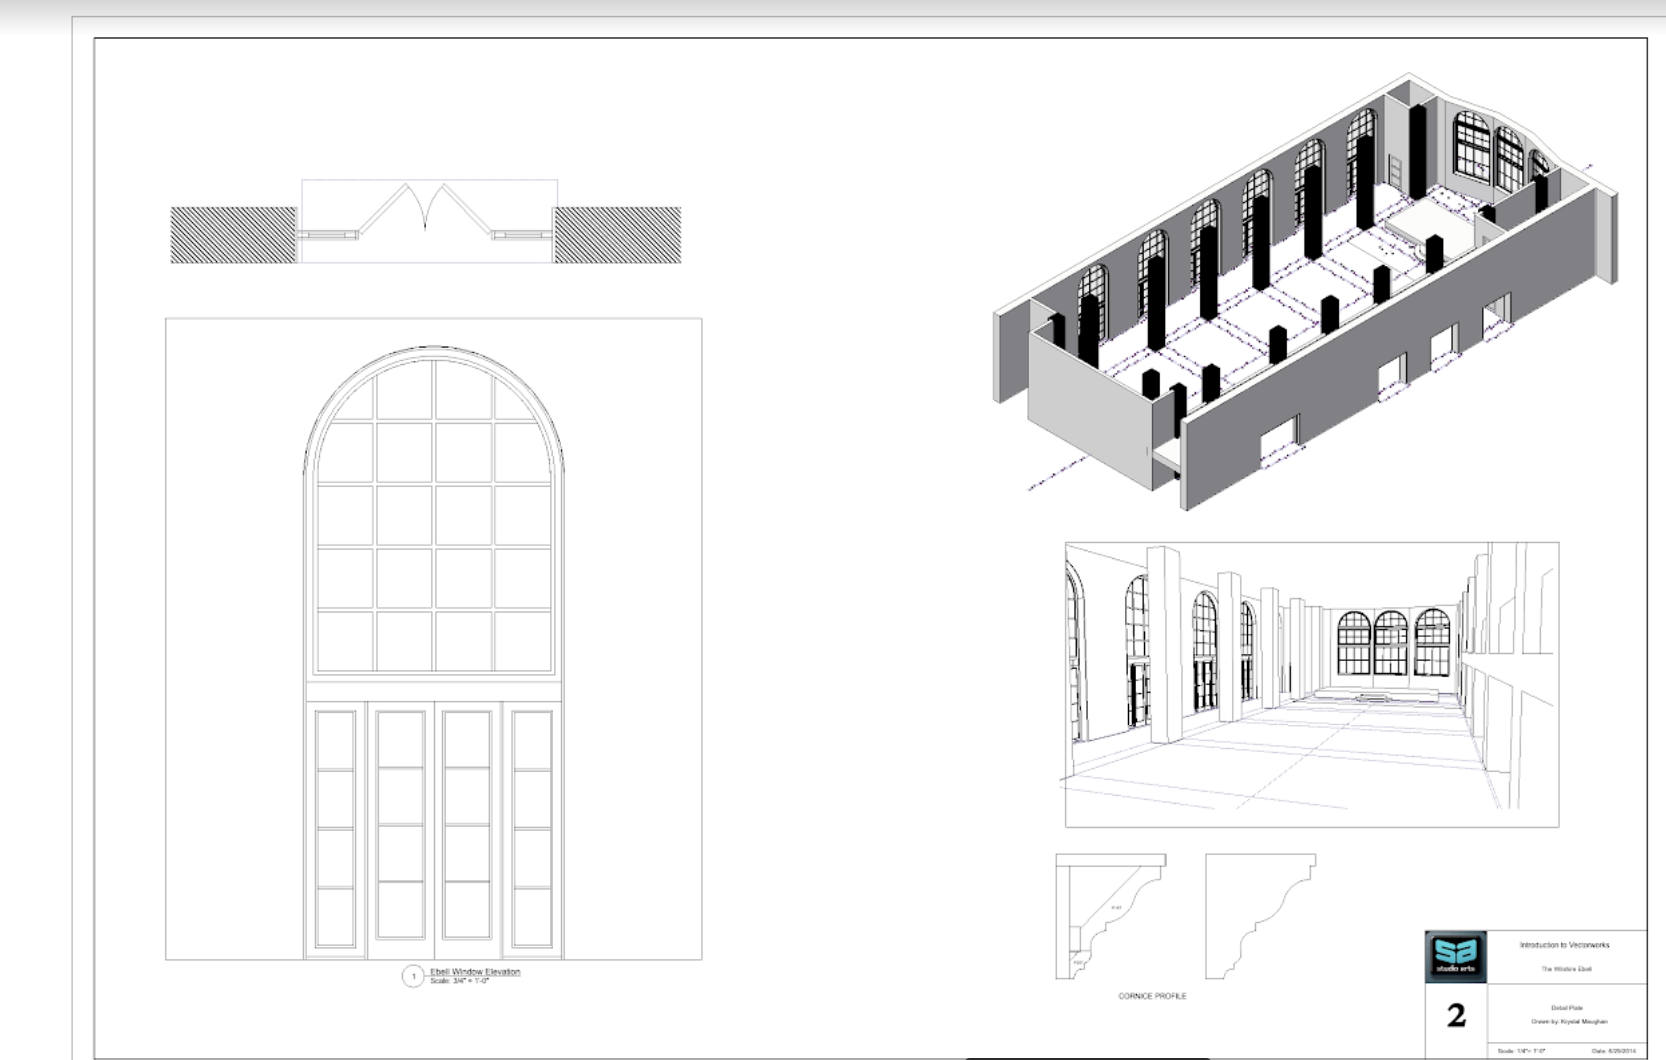 1
Ebell Window Elevation
Scale: 3/4" = 1'-0"
CORNICE PROFILE
sa
studio arts
Introduction to Vectorworks
The Wilshire Ebell
2
Detail Plate
Drawn by: Krystal Maughan
Scale: 1/4"= 1'-0"
Date: 6/29/2014